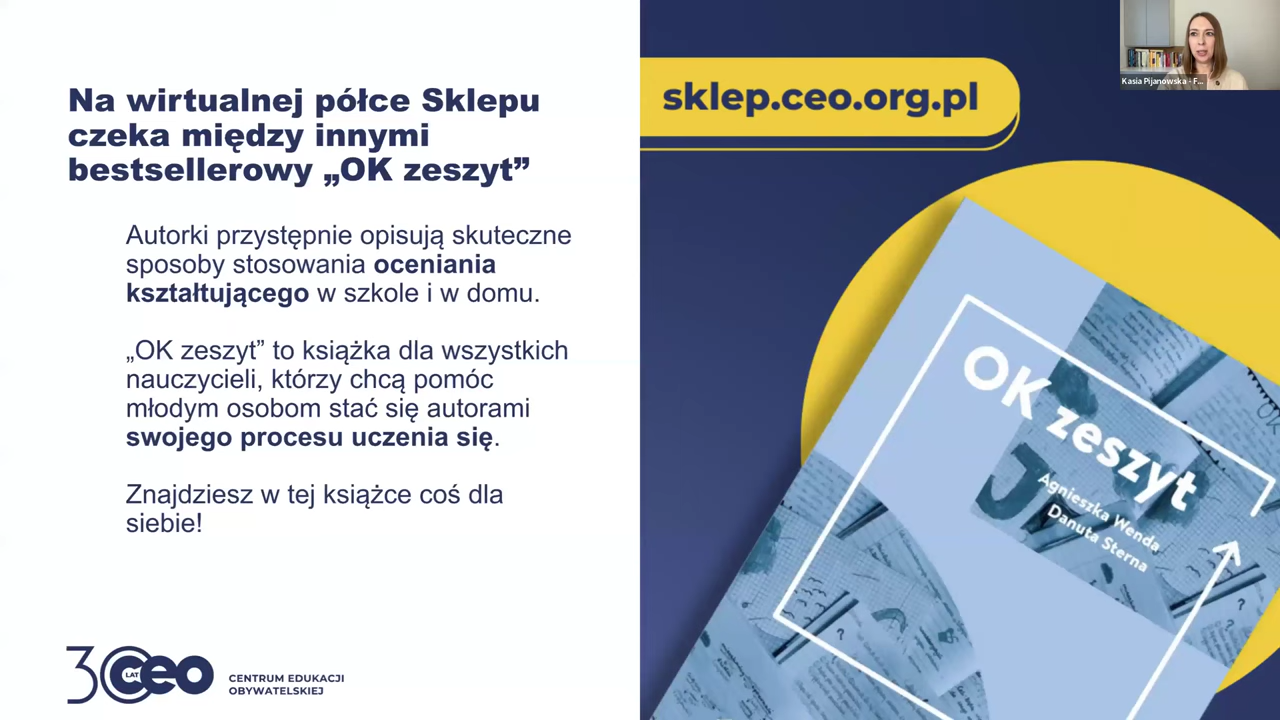 Na wirtualnej półce Sklepu
czeka między innymi
bestsellerowy „OK zeszyt”
Autorki przystępnie opisują skuteczne
sposoby stosowania oceniania
kształtującego w szkole i w domu.
„OK zeszyt” to książka dla wszystkich
nauczycieli, którzy chcą pomóc
młodym osobom stać się autorami
swojego procesu uczenia się.
Znajdziesz w tej książce coś dla
siebie!
30 LAT ceo
CENTRUM EDUKACJI
OBYWATELSKIEJ
sklep.ceo.org.pl
Kasia Pijanowska - F...
OK zeszyt
Agnieszka Wenda
Danuta Sterna